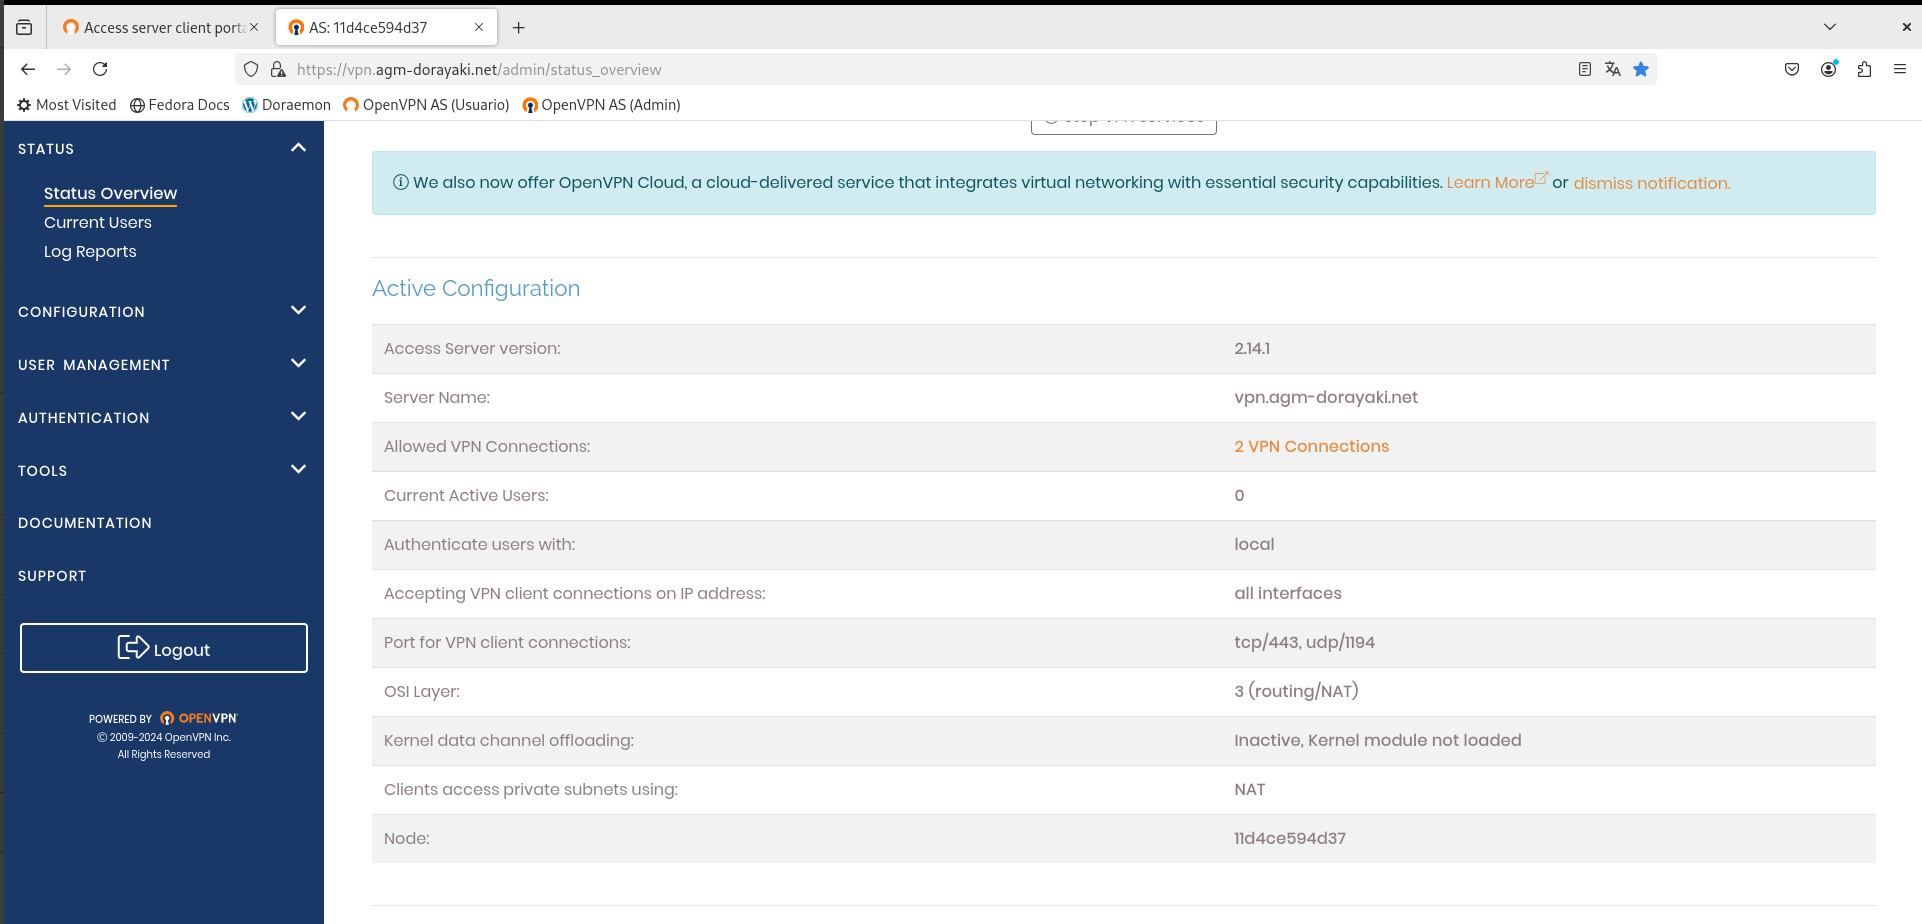 Access server client porta
AS: 11d4ce594d37
https://vpn.agm-dorayaki.net/admin/status_overview
Most Visited Fedora Docs Doraemon OpenVPN AS (Usuario) OpenVPN AS (Admin)
STATUS
Status Overview
Current Users
Log Reports
CONFIGURATION
USER MANAGEMENT
AUTHENTICATION
TOOLS
DOCUMENTATION
SUPPORT
Logout
POWERED BY OPENVPN
© 2009-2024 OpenVPN Inc.
All Rights Reserved
We also now offer OpenVPN Cloud, a cloud-delivered service that integrates virtual networking with essential security capabilities. Learn More or dismiss notification.
Active Configuration
Access Server version: 2.14.1
Server Name: vpn.agm-dorayaki.net
Allowed VPN Connections: 2 VPN Connections
Current Active Users: 0
Authenticate users with: local
Accepting VPN client connections on IP address: all interfaces
Port for VPN client connections: tcp/443, udp/1194
OSI Layer: 3 (routing/NAT)
Kernel data channel offloading: Inactive, Kernel module not loaded
Clients access private subnets using: NAT
Node: 11d4ce594d37